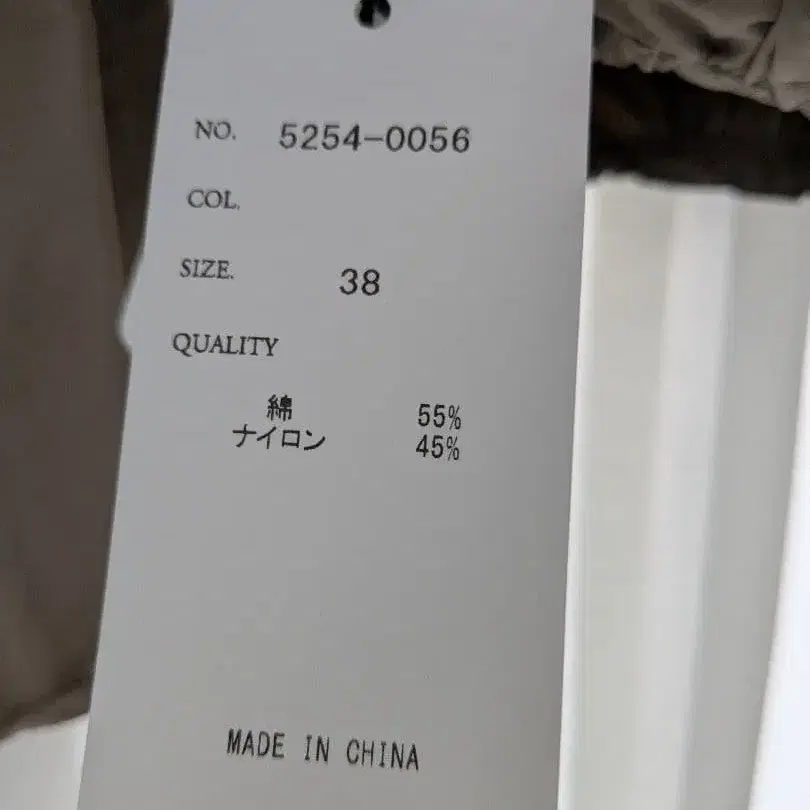 NO. 5254-0056
COL.
SIZE. 38
QUALITY
綿 55%
ナイロン 45%
MADE IN CHINA